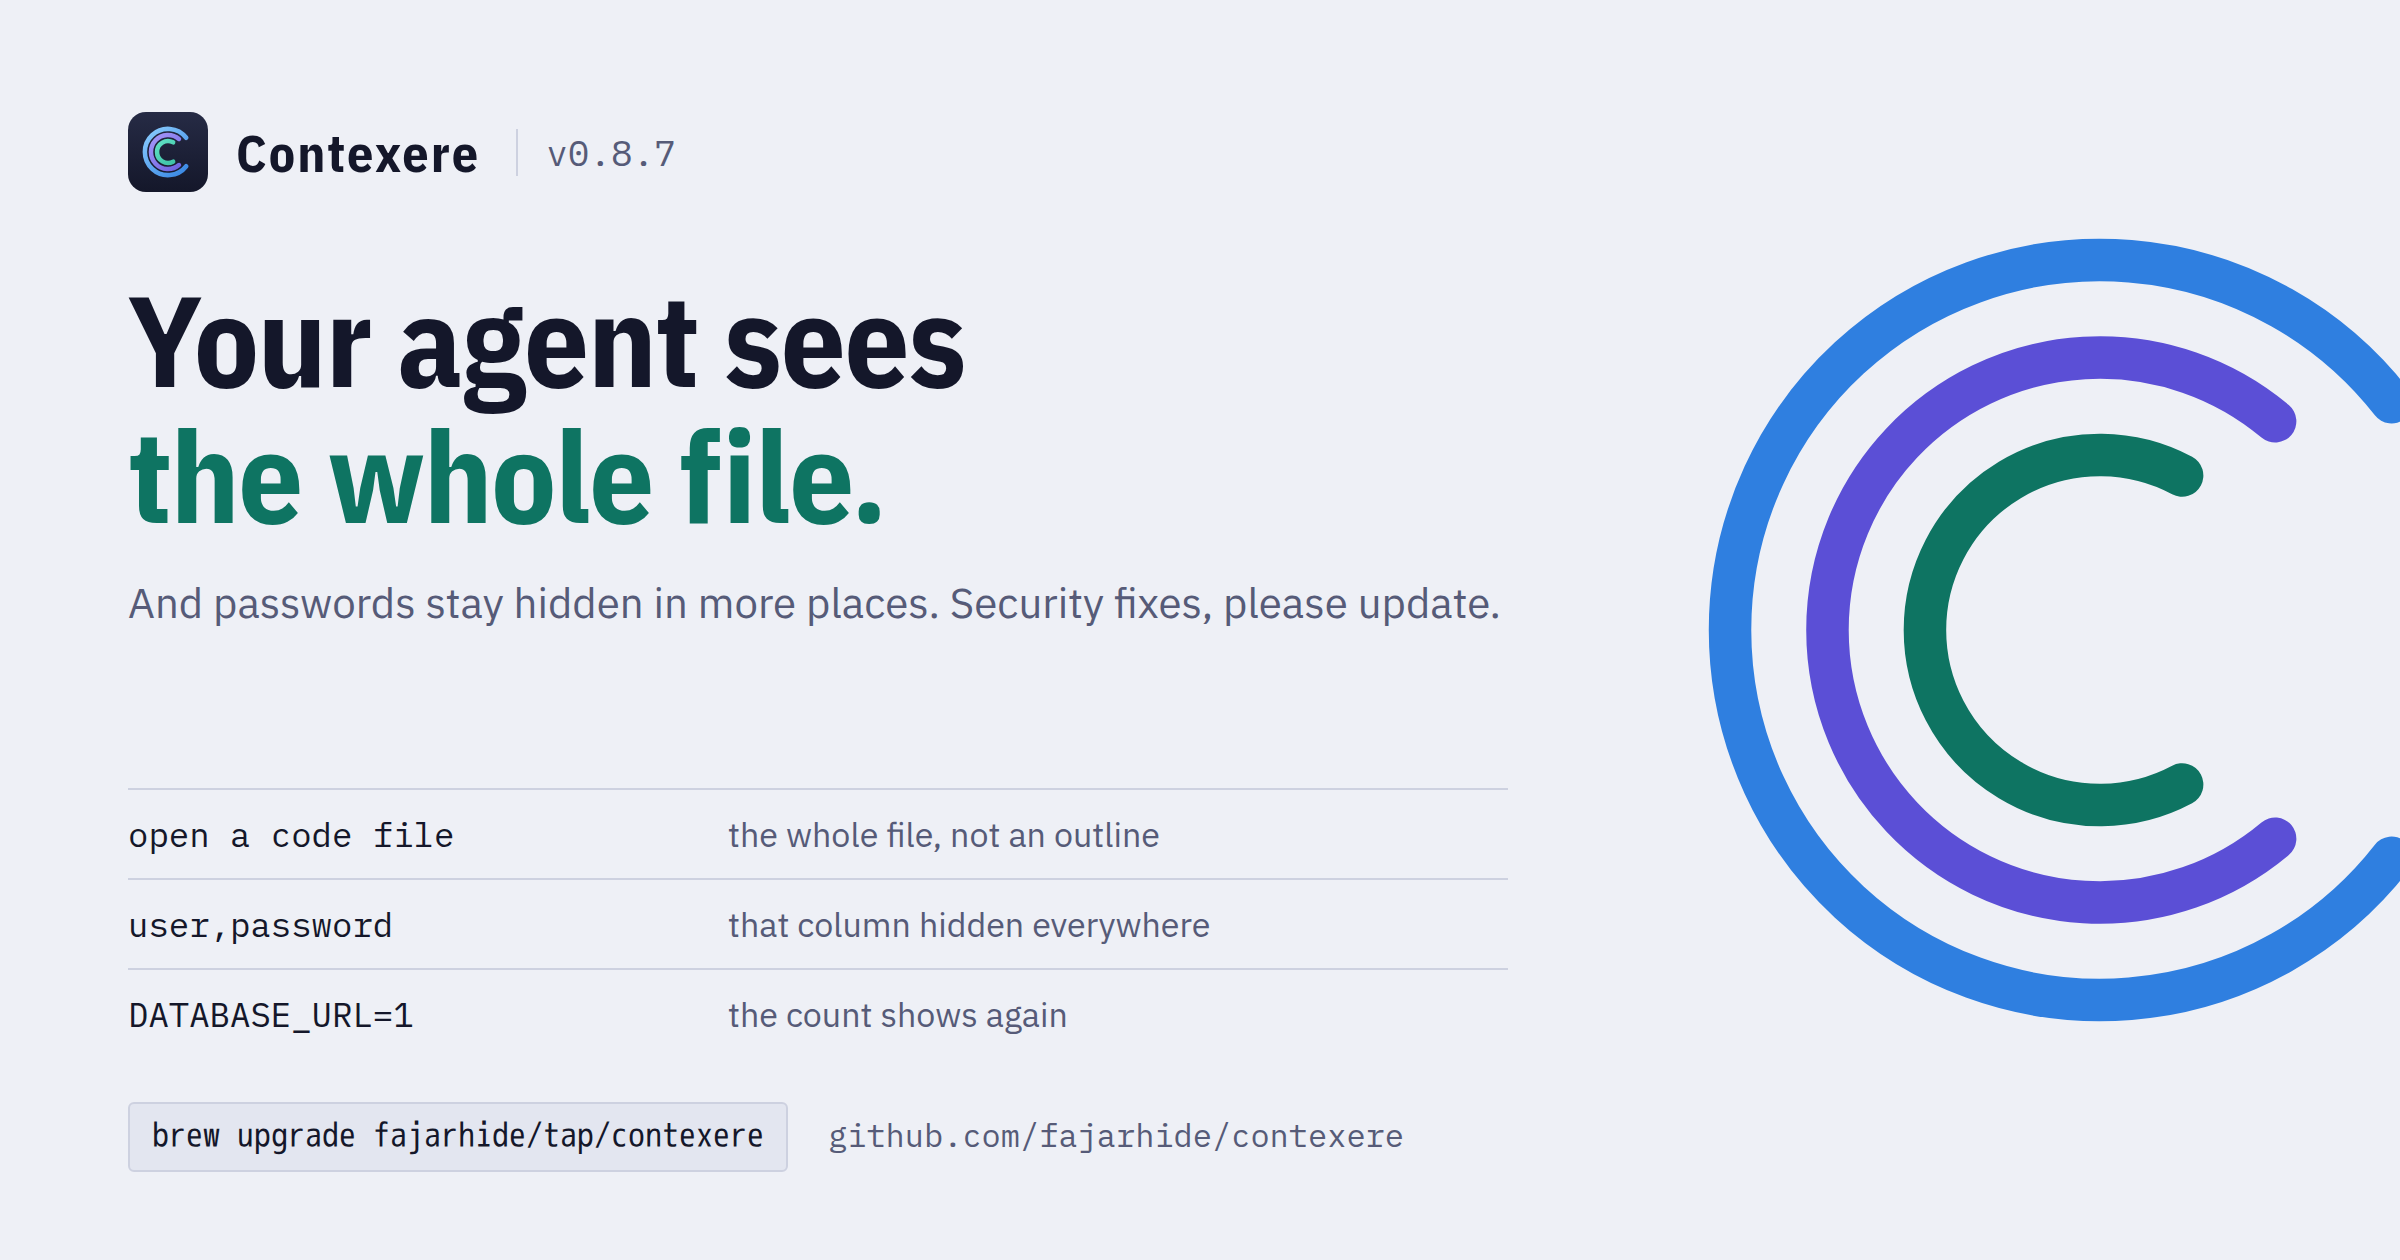 Contexere
v0.8.7
Your agent sees
the whole file.
And passwords stay hidden in more places. Security fixes, please update.
open a code file
the whole file, not an outline
user,password
that column hidden everywhere
DATABASE_URL=1
the count shows again
brew upgrade fajarhide/tap/contexere
github.com/fajarhide/contexere